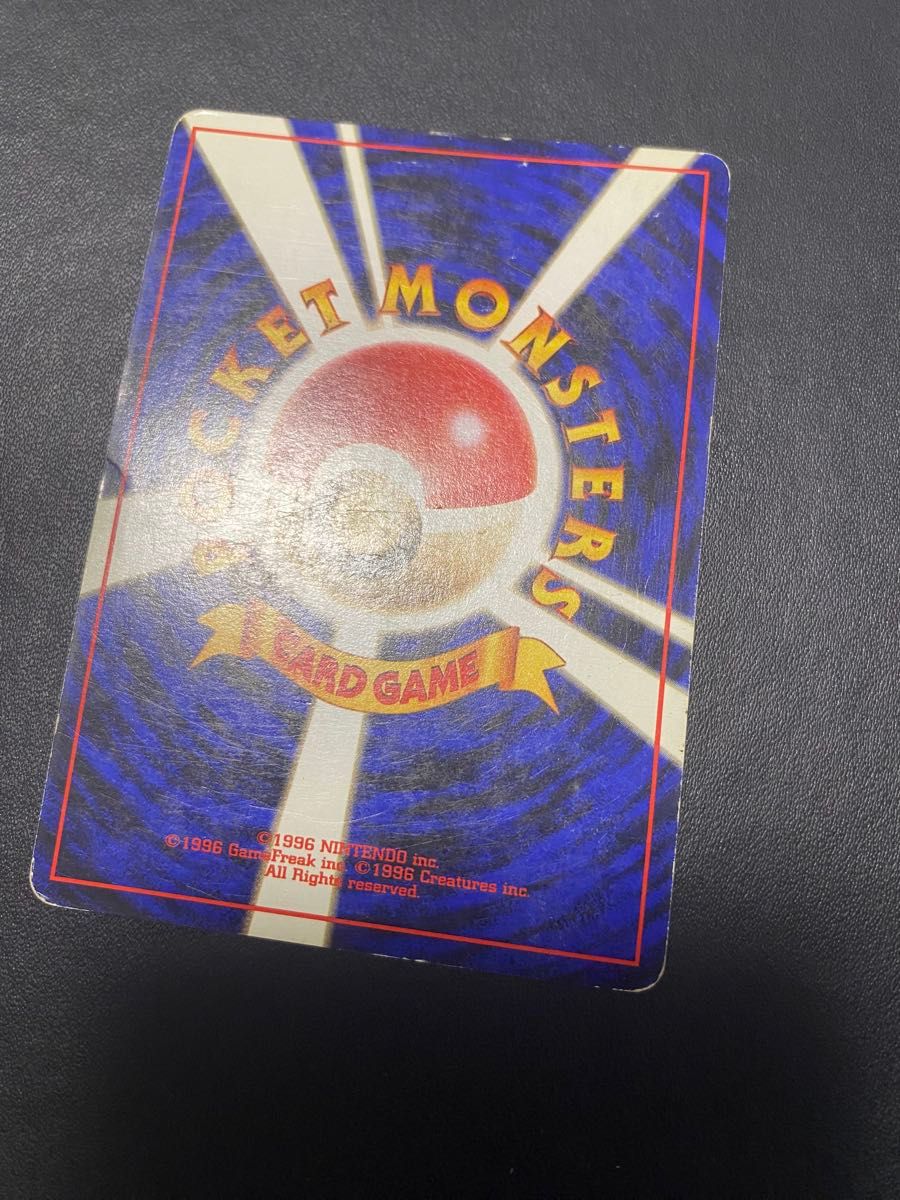 POCKET MONSTERS
CARD GAME
©1996 NINTENDO inc.
©1996 GameFreak inc. ©1996 Creatures inc.
All Rights reserved.